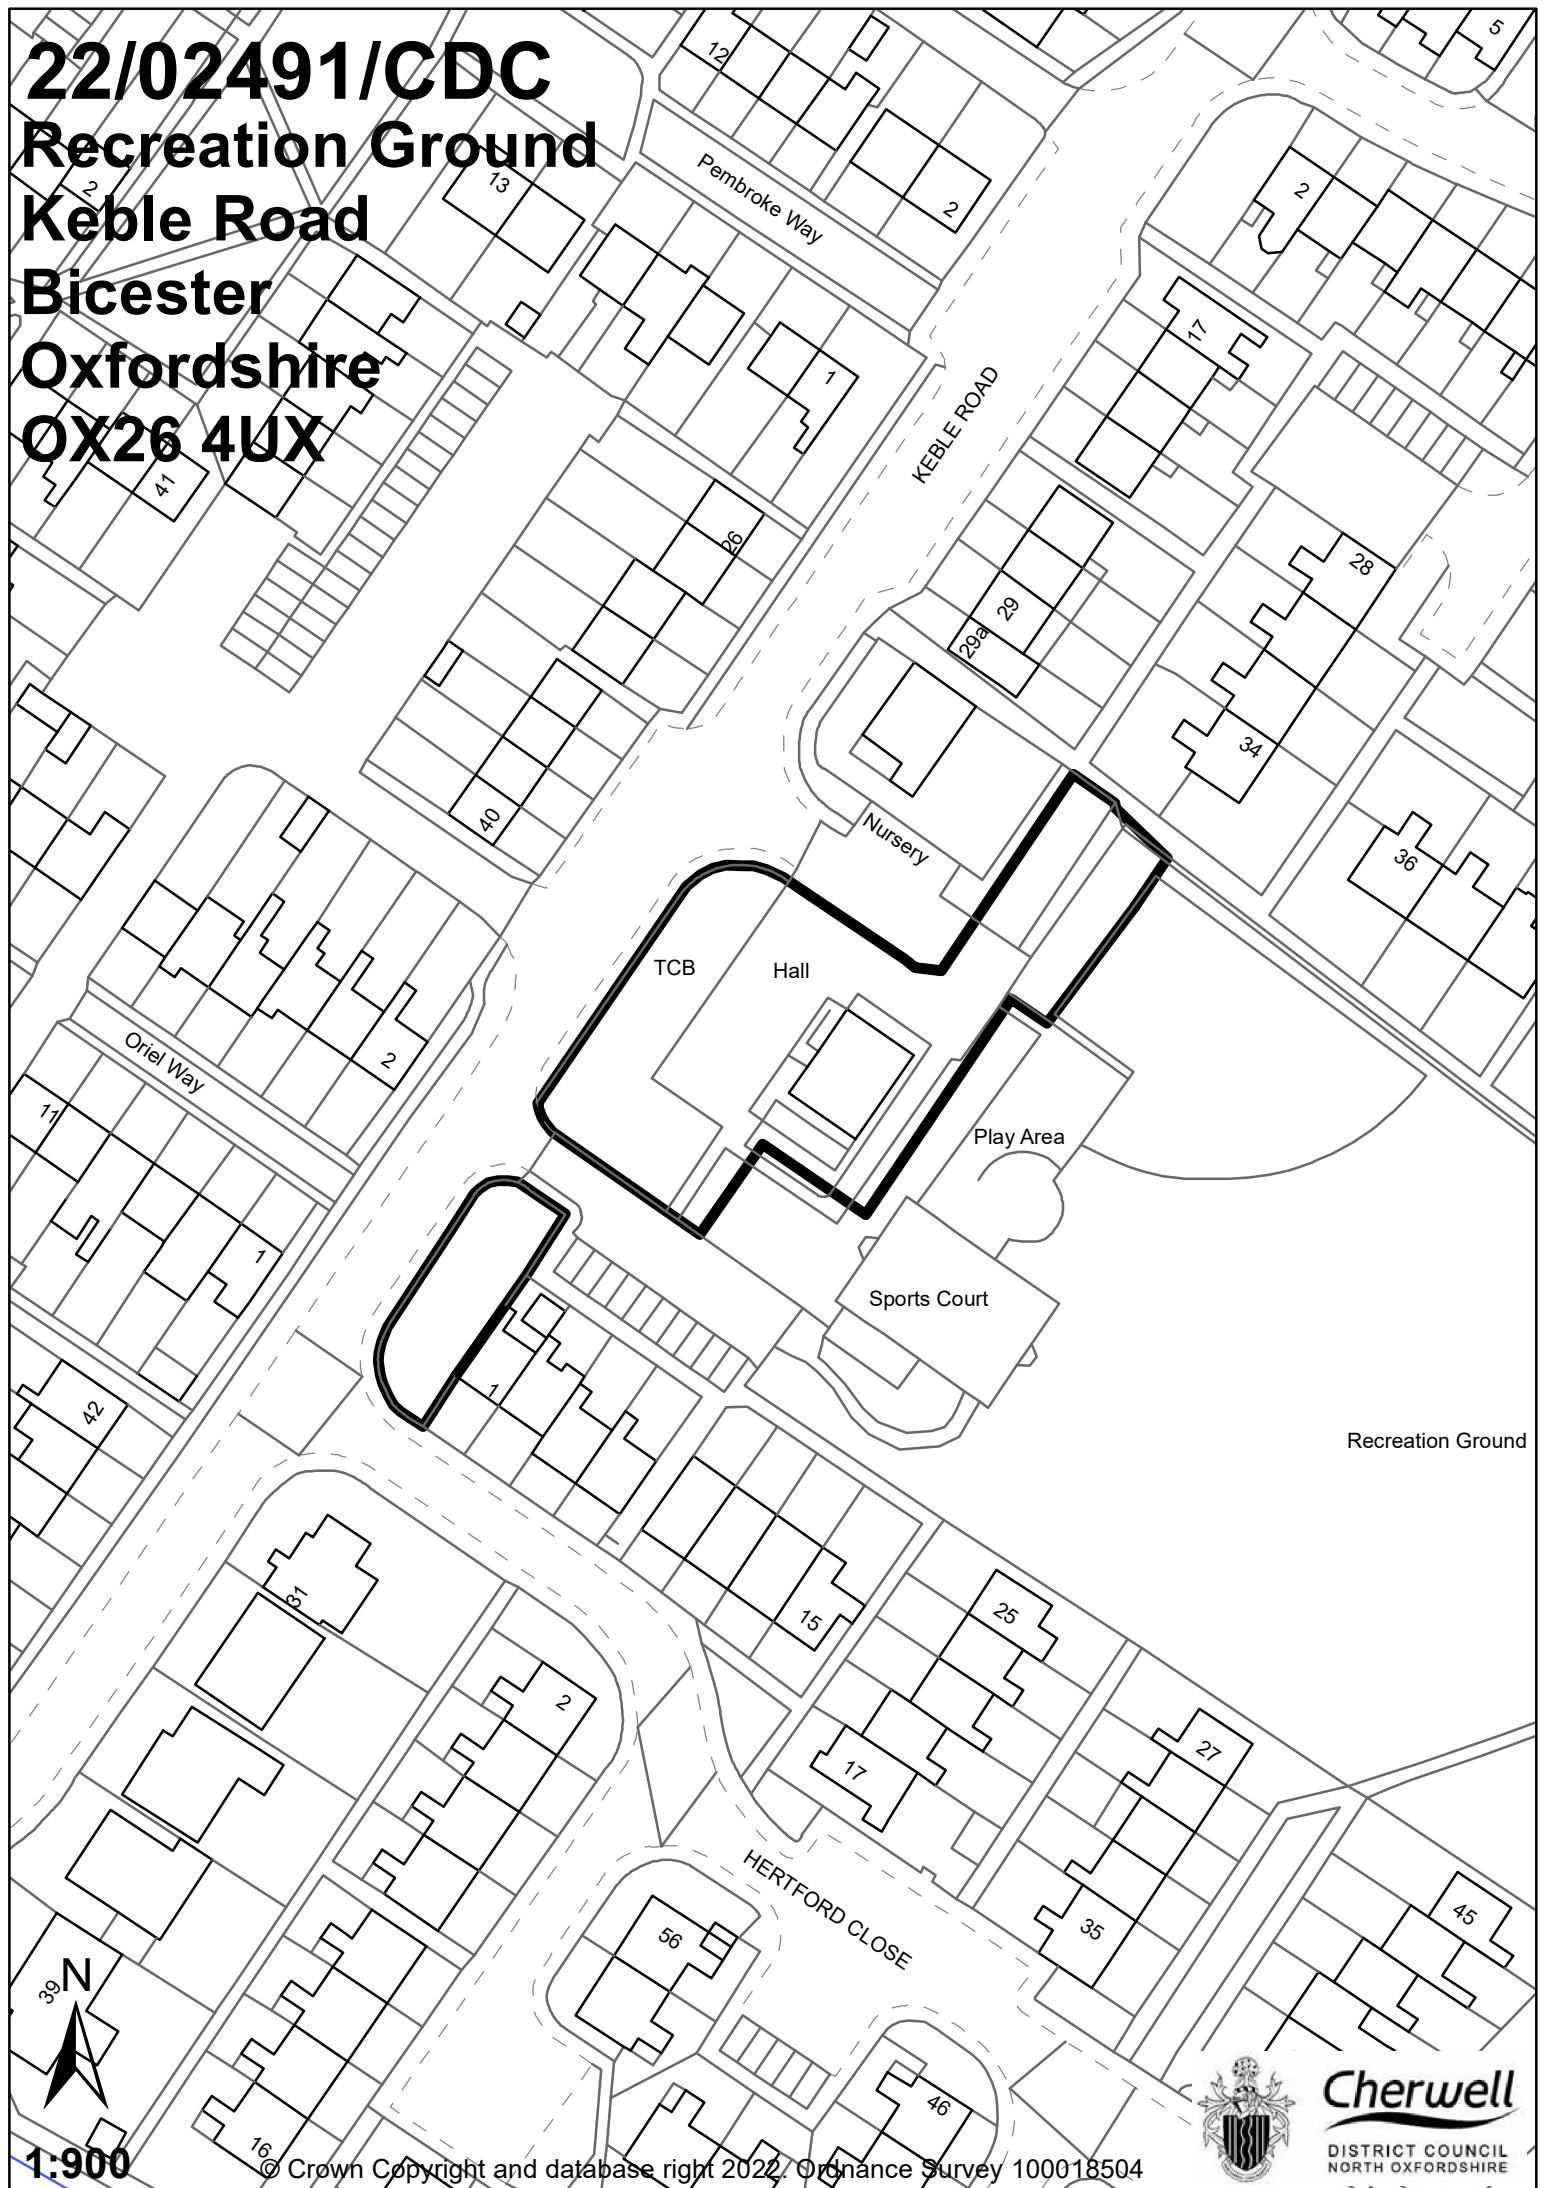 22/02491/CDC
Recreation Ground
Keble Road
Bicester
Oxfordshire
OX26 4UX
5
12
2
13
Pembroke Way
2
2
17
1
KEBLE ROAD
41
26
28
29
29a
34
40
Nursery
36
TCB
Hall
Oriel Way
2
11
Play Area
1
Sports Court
1
42
Recreation Ground
31
15
25
2
17
27
HERTFORD CLOSE
56
35
45
39
N
46
16
1:900
© Crown Copyright and database right 2022. Ordnance Survey 100018504
Cherwell
DISTRICT COUNCIL
NORTH OXFORDSHIRE